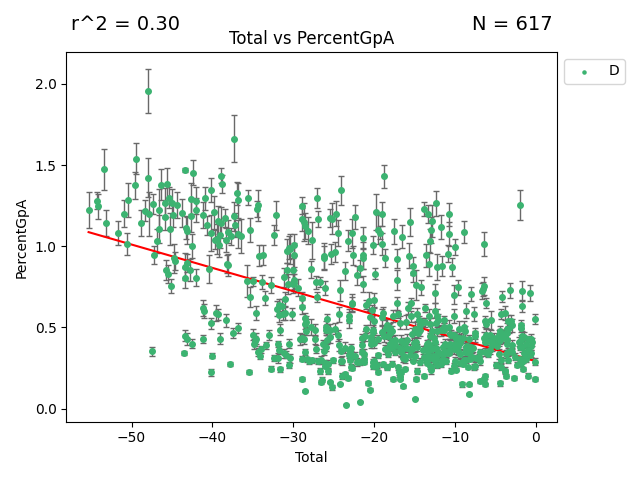 r^2 = 0.30
N = 617
Total vs PercentGpA
D
PercentGpA
2.0
1.5
1.0
0.5
0.0
−50
−40
−30
−20
−10
0
Total